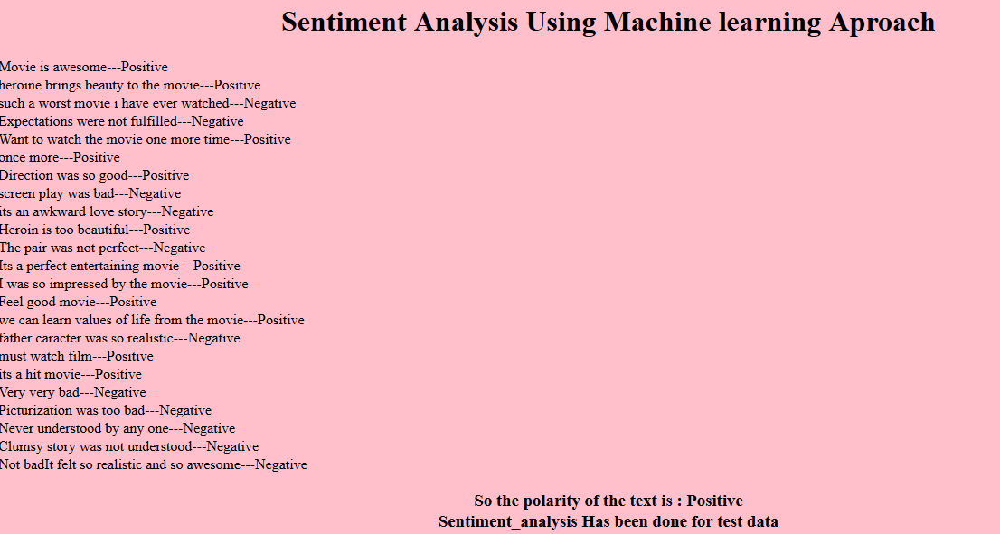 Sentiment Analysis Using Machine learning Aproach
Movie is awesome---Positive
heroine brings beauty to the movie---Positive
such a worst movie i have ever watched---Negative
Expectations were not fulfilled---Negative
Want to watch the movie one more time---Positive
once more---Positive
Direction was so good---Positive
screen play was bad---Negative
its an awkward love story---Negative
Heroin is too beautiful---Positive
The pair was not perfect---Negative
Its a perfect entertaining movie---Positive
I was so impressed by the movie---Positive
Feel good movie---Positive
we can learn values of life from the movie---Positive
father caracter was so realistic---Negative
must watch film---Positive
its a hit movie---Positive
Very very bad---Negative
Picturization was too bad---Negative
Never understood by any one---Negative
Clumsy story was not understood---Negative
Not badIt felt so realistic and so awesome---Negative
So the polarity of the text is : Positive
Sentiment_analysis Has been done for test data